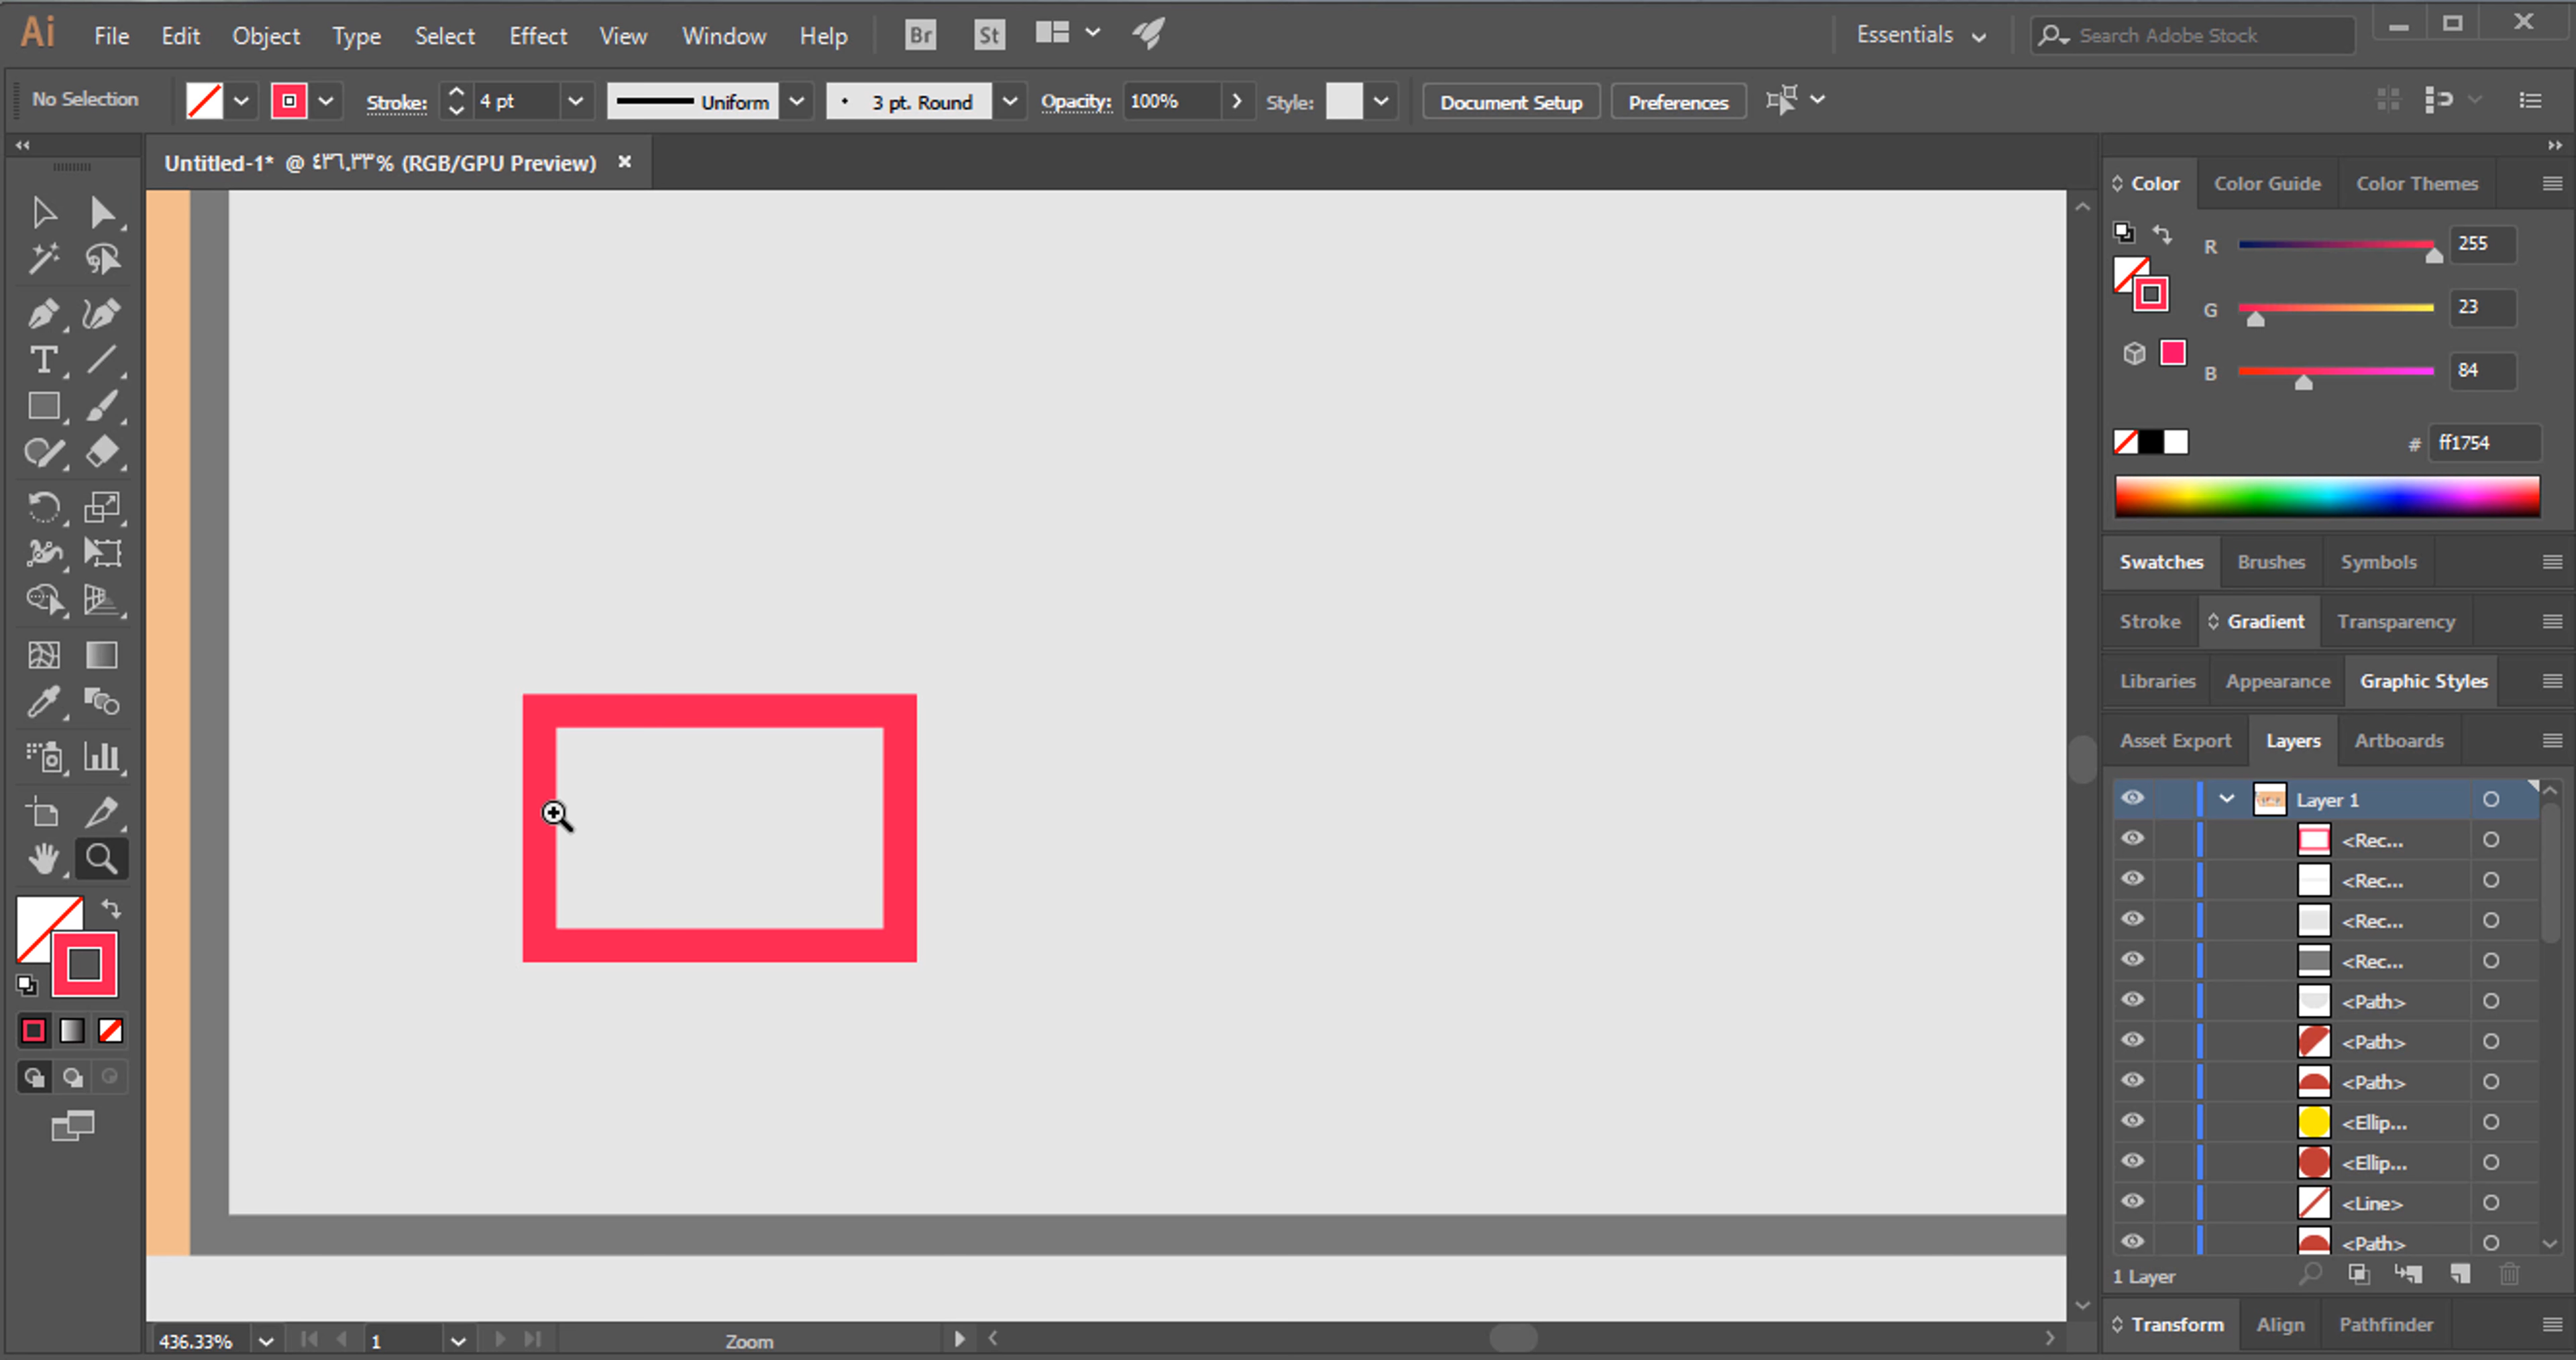 Ai File Edit Object Type Select Effect View Window Help Br St Essentials Search Adobe Stock
No Selection Stroke: 4 pt Uniform 3 pt. Round Opacity: 100% Style: Document Setup Preferences
Untitled-1* @ ٤٣٦.٣٣% (RGB/GPU Preview)
Color Color Guide Color Themes
R 255
G 23
B 84
# ff1754
Swatches Brushes Symbols
Stroke Gradient Transparency
Libraries Appearance Graphic Styles
Asset Export Layers Artboards
Layer 1
<Rec...
<Rec...
<Rec...
<Rec...
<Path>
<Path>
<Path>
<Ellip...
<Ellip...
<Line>
<Path>
1 Layer
Transform Align Pathfinder
436.33% 1 Zoom